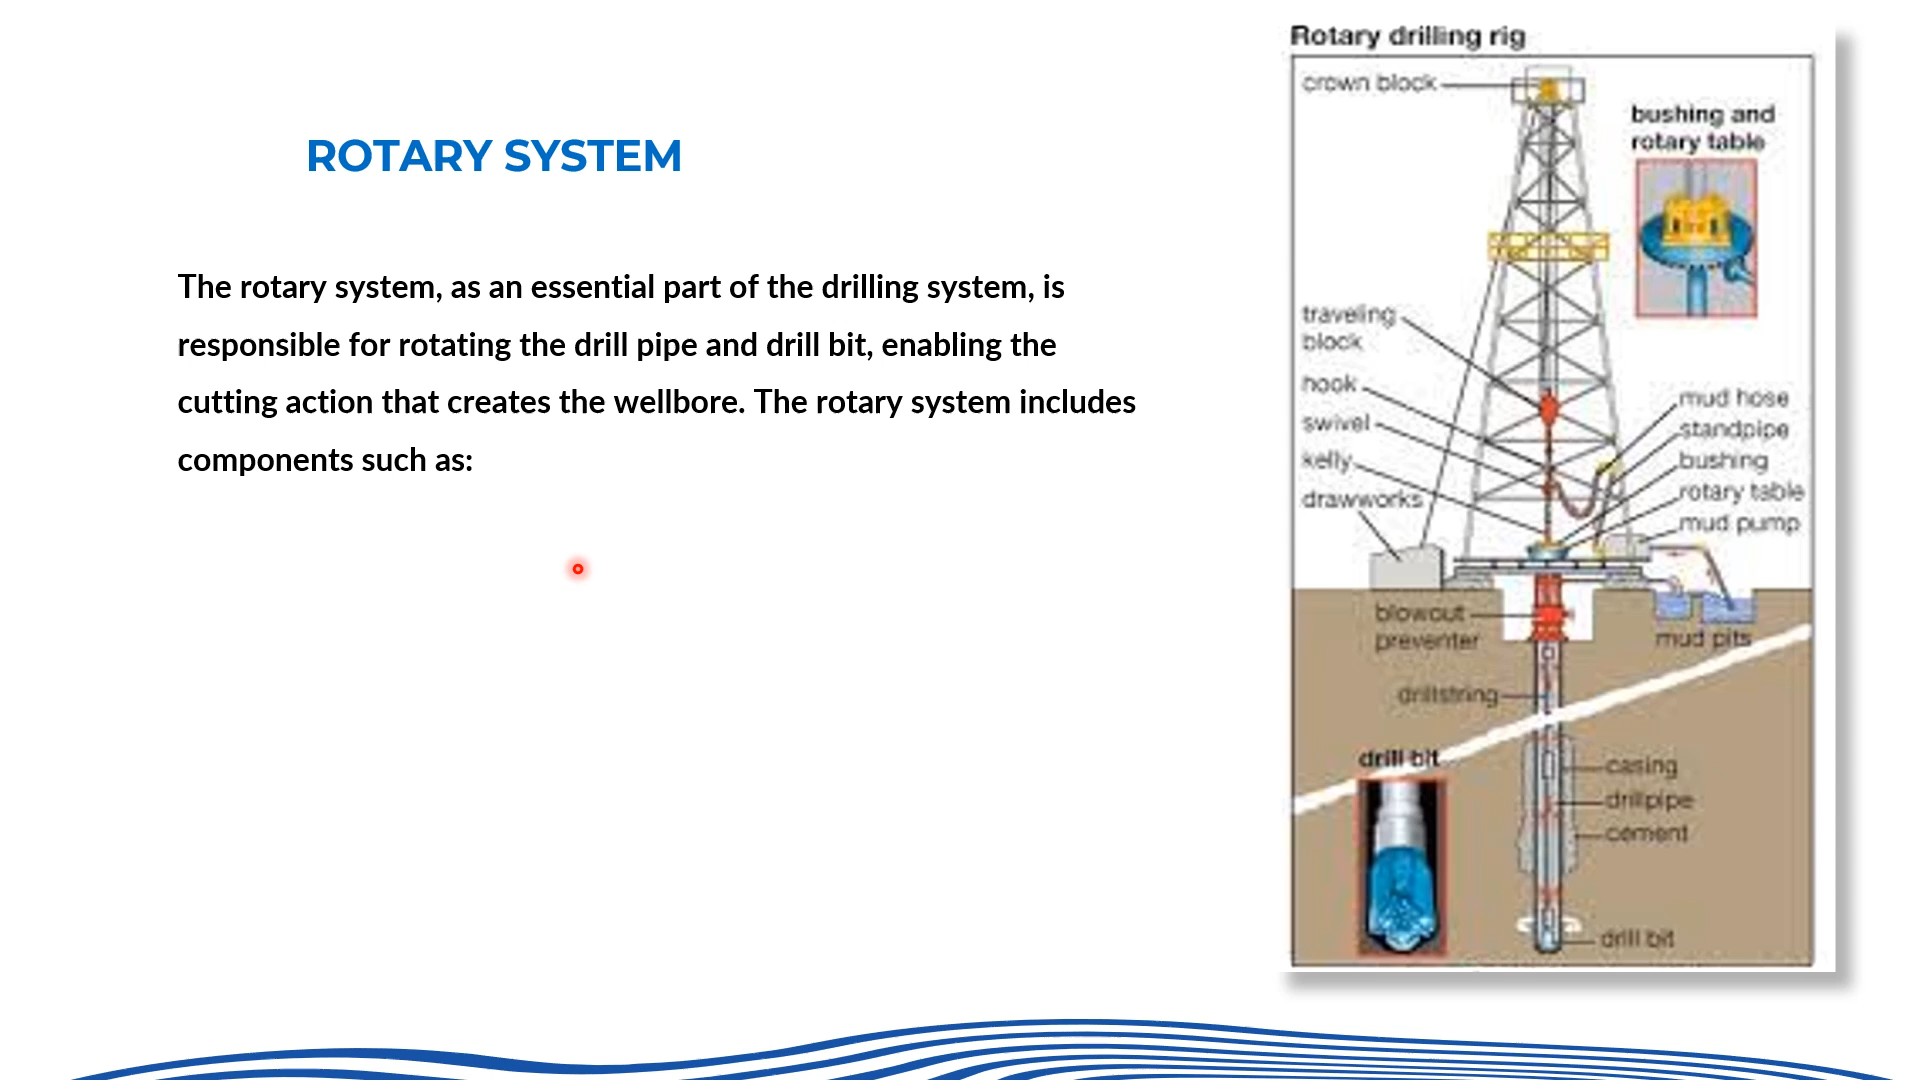 ROTARY SYSTEM
The rotary system, as an essential part of the drilling system, is
responsible for rotating the drill pipe and drill bit, enabling the
cutting action that creates the wellbore. The rotary system includes
components such as:
Rotary drilling rig
crown block
bushing and
rotary table
traveling
block
hook
swivel
kelly
drawworks
mud hose
standpipe
bushing
rotary table
mud pump
blowout
preventer
mud pits
drillstring
drill bit
casing
drillpipe
cement
drill bit